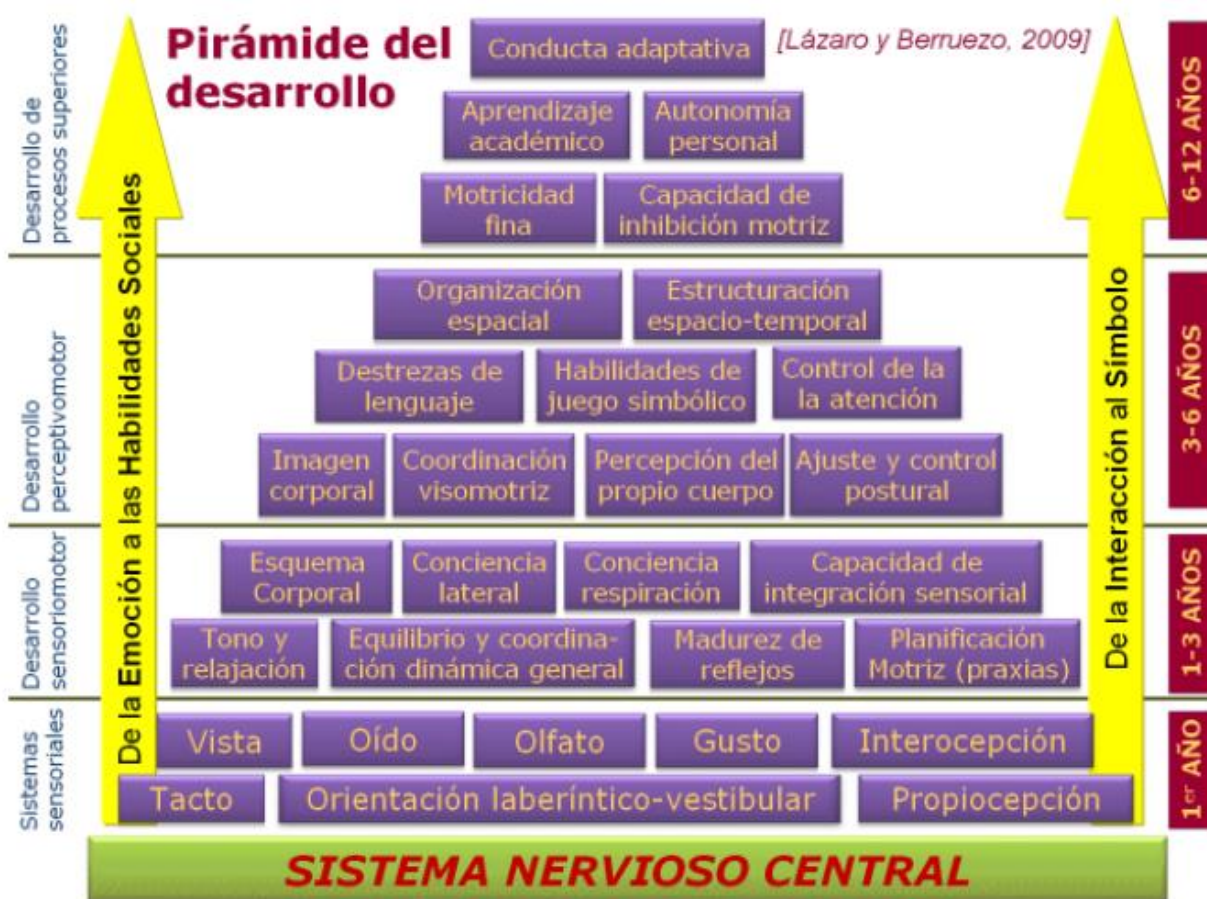 Pirámide del
desarrollo
[Lázaro y Berruezo, 2009]
Conducta adaptativa
Aprendizaje
académico
Autonomía
personal
Motricidad
fina
Capacidad de
inhibición motriz
Desarrollo de
procesos superiores
6-12 AÑOS
Organización
espacial
Estructuración
espacio-temporal
Destrezas de
lenguaje
Habilidades de
juego simbólico
Control de la
la atención
Imagen
corporal
Coordinación
visomotriz
Percepción del
propio cuerpo
Ajuste y control
postural
Desarrollo
perceptivomotor
3-6 AÑOS
Esquema
Corporal
Conciencia
lateral
Conciencia
respiración
Capacidad de
integración sensorial
Tono y
relajación
Equilibrio y coordina-
ción dinámica general
Madurez de
reflejos
Planificación
Motriz (praxias)
Desarrollo
sensoriomotor
1-3 AÑOS
Vista
Oído
Olfato
Gusto
Interocepción
Tacto
Orientación laberíntico-vestibular
Propiocepción
Sistemas
sensoriales
1er AÑO
De la Emoción a las Habilidades Sociales
De la Interacción al Símbolo
SISTEMA NERVIOSO CENTRAL